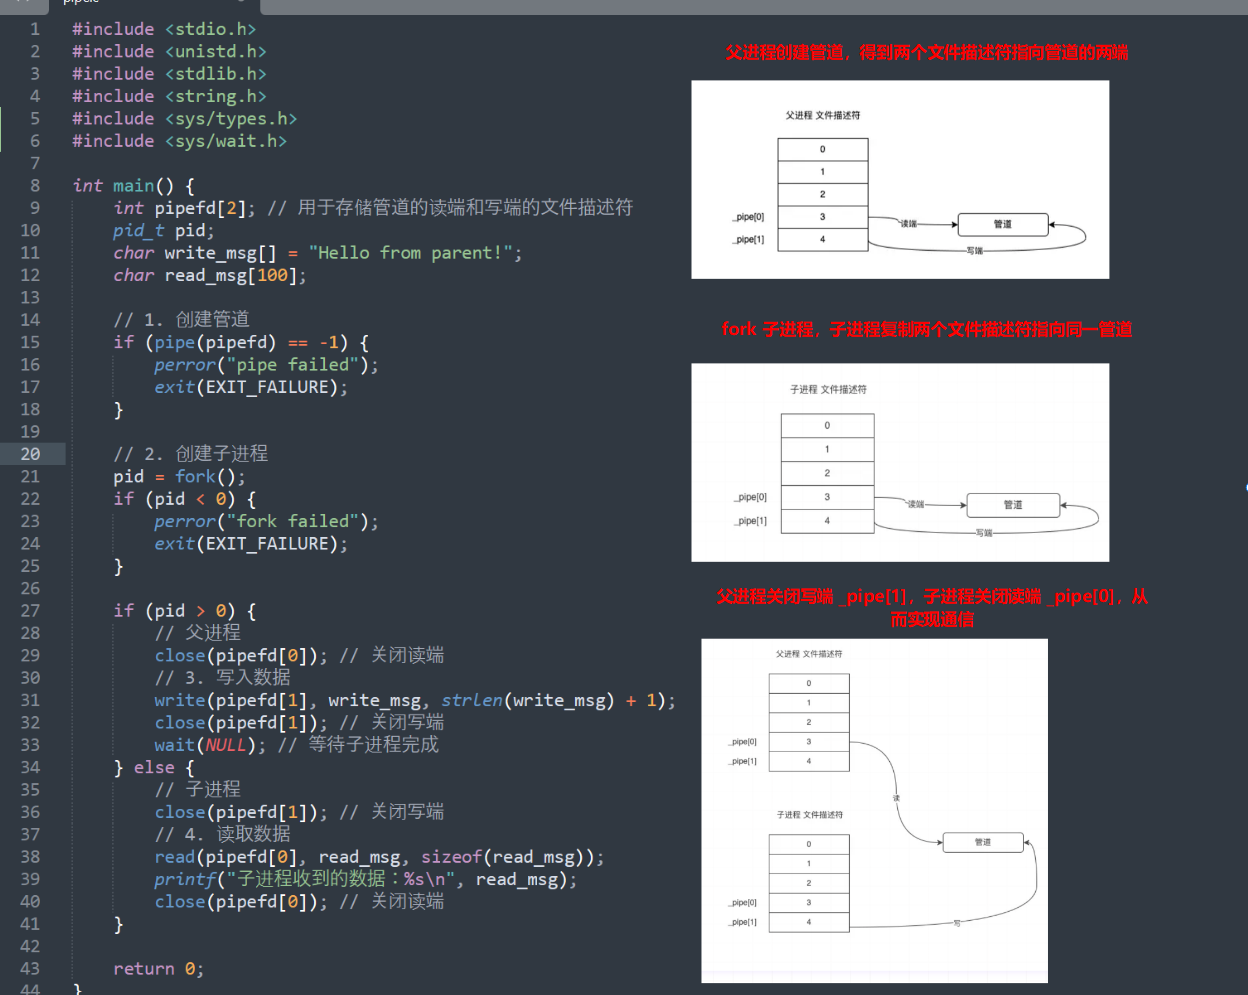 1 #include <stdio.h>
2 #include <unistd.h>
3 #include <stdlib.h>
4 #include <string.h>
5 #include <sys/types.h>
6 #include <sys/wait.h>
7
8 int main() {
9 int pipefd[2]; // 用于存储管道的读端和写端的文件描述符
10 pid_t pid;
11 char write_msg[] = "Hello from parent!";
12 char read_msg[100];
13
14 // 1. 创建管道
15 if (pipe(pipefd) == -1) {
16 perror("pipe failed");
17 exit(EXIT_FAILURE);
18 }
19
20 // 2. 创建子进程
21 pid = fork();
22 if (pid < 0) {
23 perror("fork failed");
24 exit(EXIT_FAILURE);
25 }
26
27 if (pid > 0) {
28 // 父进程
29 close(pipefd[0]); // 关闭读端
30 // 3. 写入数据
31 write(pipefd[1], write_msg, strlen(write_msg) + 1);
32 close(pipefd[1]); // 关闭写端
33 wait(NULL); // 等待子进程完成
34 } else {
35 // 子进程
36 close(pipefd[1]); // 关闭写端
37 // 4. 读取数据
38 read(pipefd[0], read_msg, sizeof(read_msg));
39 printf("子进程收到的数据：%s\n", read_msg);
40 close(pipefd[0]); // 关闭读端
41 }
42
43 return 0;
44 }
父进程创建管道，得到两个文件描述符指向管道的两端
父进程 文件描述符
0
1
2
_pipe[0] 3 读端 管道
_pipe[1] 4 写端
fork 子进程，子进程复制两个文件描述符指向同一管道
子进程 文件描述符
0
1
2
_pipe[0] 3 读端 管道
_pipe[1] 4 写端
父进程关闭写端 _pipe[1]，子进程关闭读端 _pipe[0]，从
而实现通信
父进程 文件描述符
0
1
2
_pipe[0] 3
_pipe[1] 4
读
子进程 文件描述符
0
管道
1
2
_pipe[0] 3
_pipe[1] 4 写